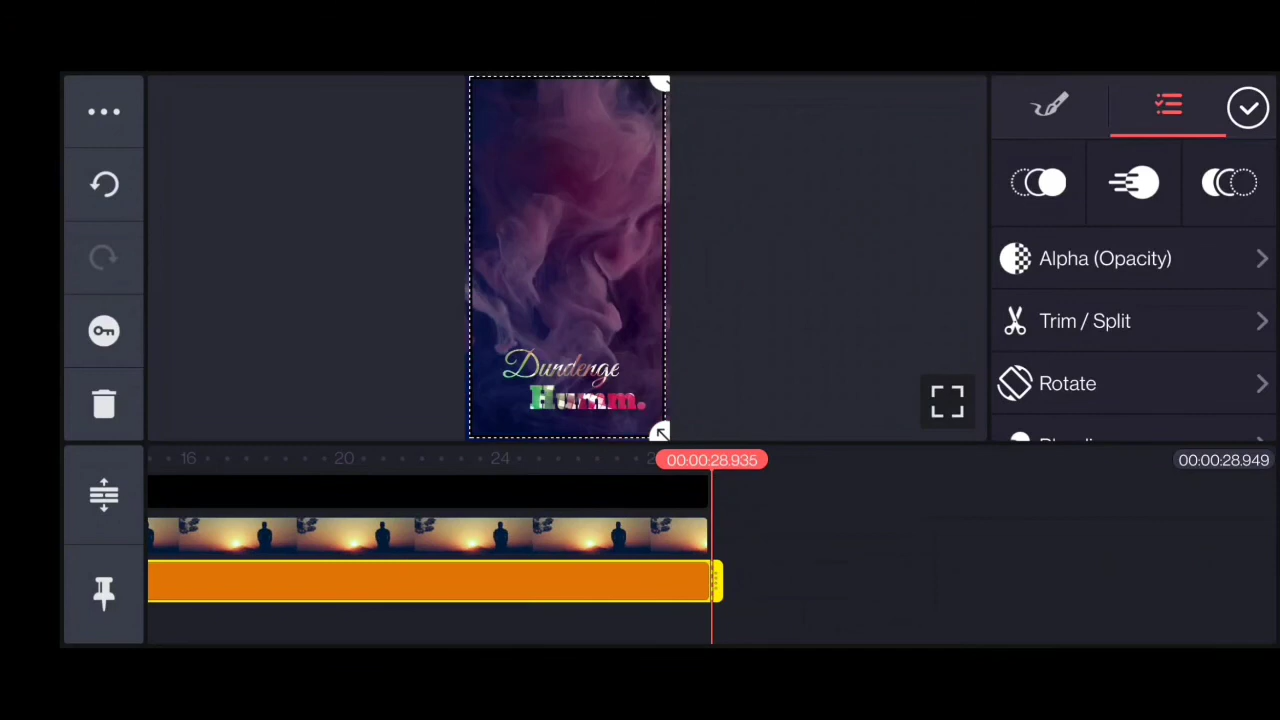 Alpha (Opacity)
Trim / Split
Rotate
Dundenge
Humm.
16
20
24
00:00:28.935
00:00:28.949